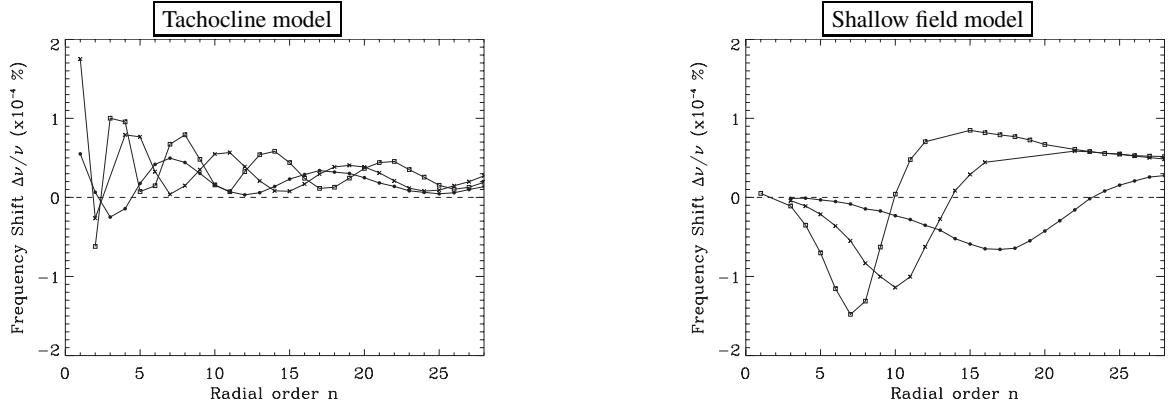 Tachocline model
Frequency Shift Δν/ν (x10⁻⁴ %)
2
1
0
−1
−2
0 5 10 15 20 25
Radial order n
Shallow field model
Frequency Shift Δν/ν (x10⁻⁴ %)
2
1
0
−1
−2
0 5 10 15 20 25
Radial order n